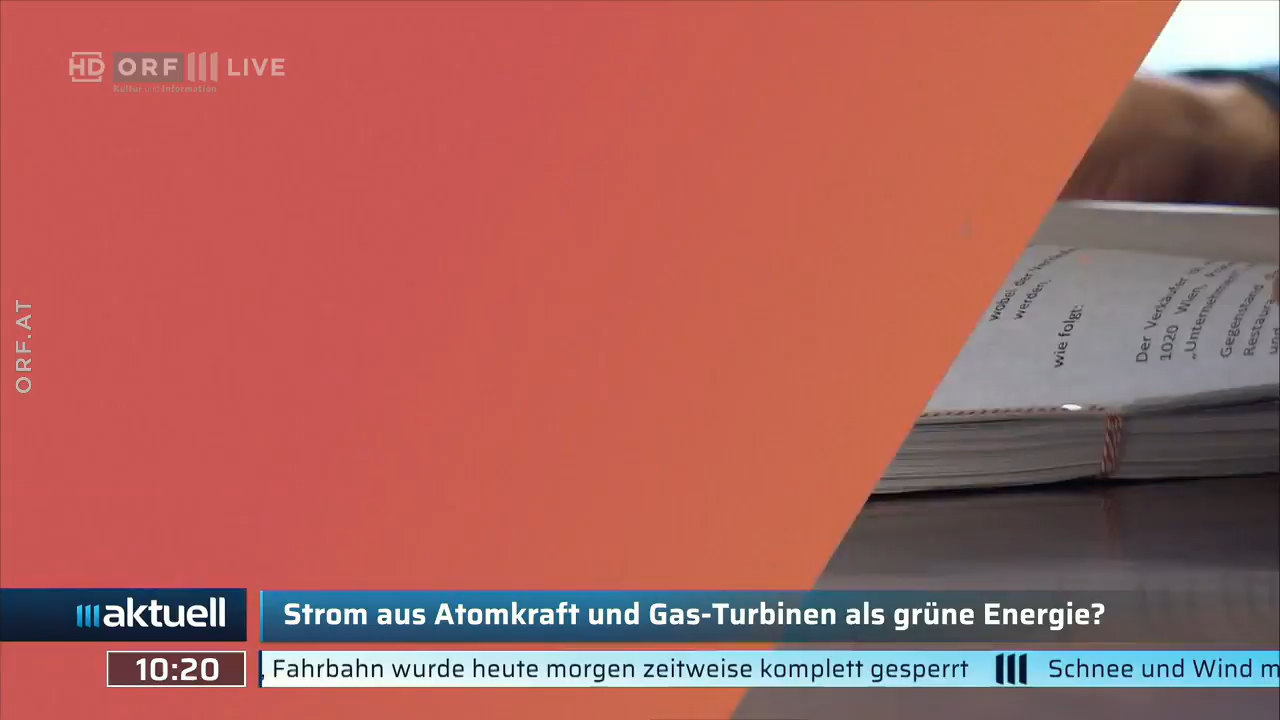 HD ORF III LIVE
Kultur und Information
ORF.AT
wobei der
werden.
wie folgt:
Der Verkäufer
1020 Wien,
„Unternehmen"
Gegenstand
Restaura
und
aktuell
Strom aus Atomkraft und Gas-Turbinen als grüne Energie?
10:20
, Fahrbahn wurde heute morgen zeitweise komplett gesperrt
Schnee und Wind m